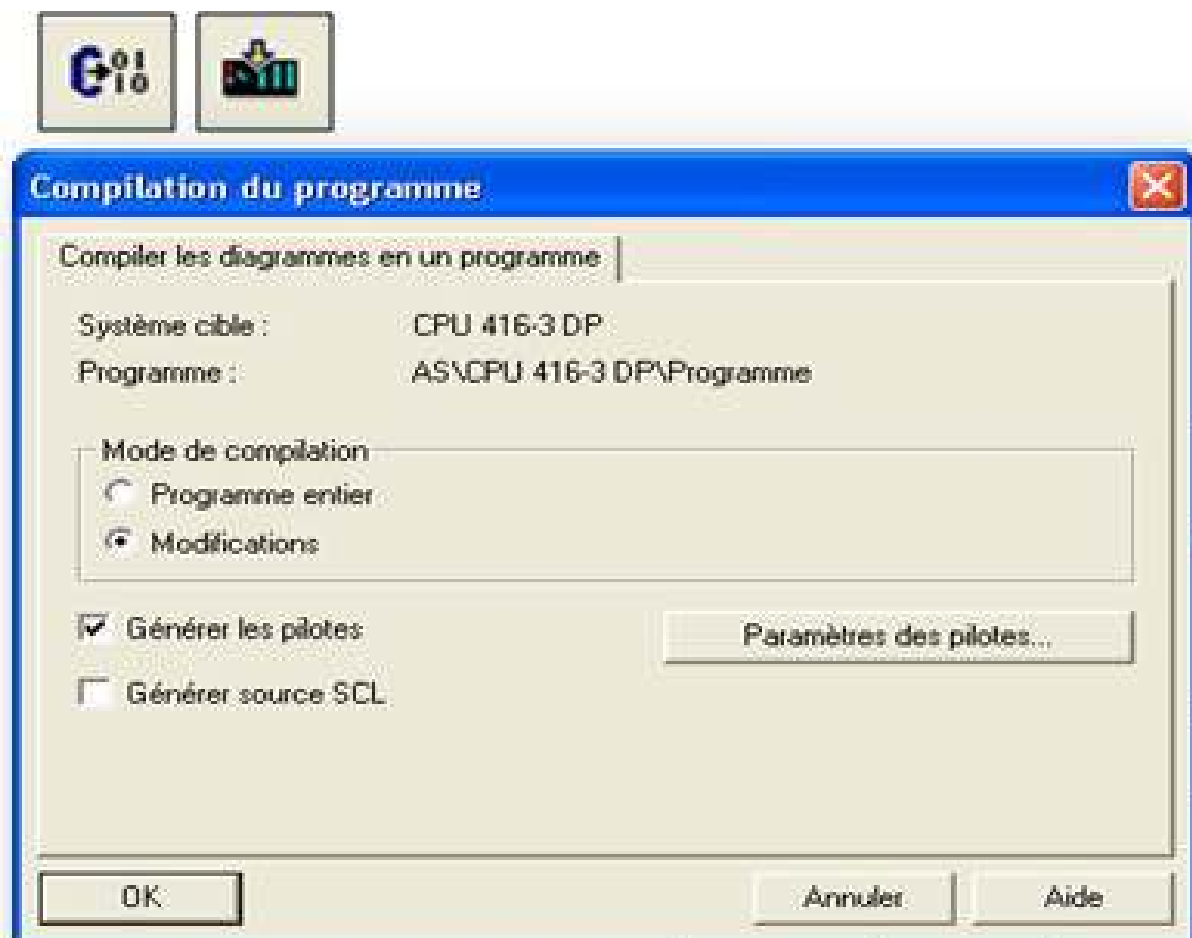 01
10
Compilation du programme
Compiler les diagrammes en un programme
Système cible : CPU 416-3 DP
Programme : AS\CPU 416-3 DP\Programme
Mode de compilation
Programme entier
Modifications
Générer les pilotes
Paramètres des pilotes...
Générer source SCL
OK Annuler Aide